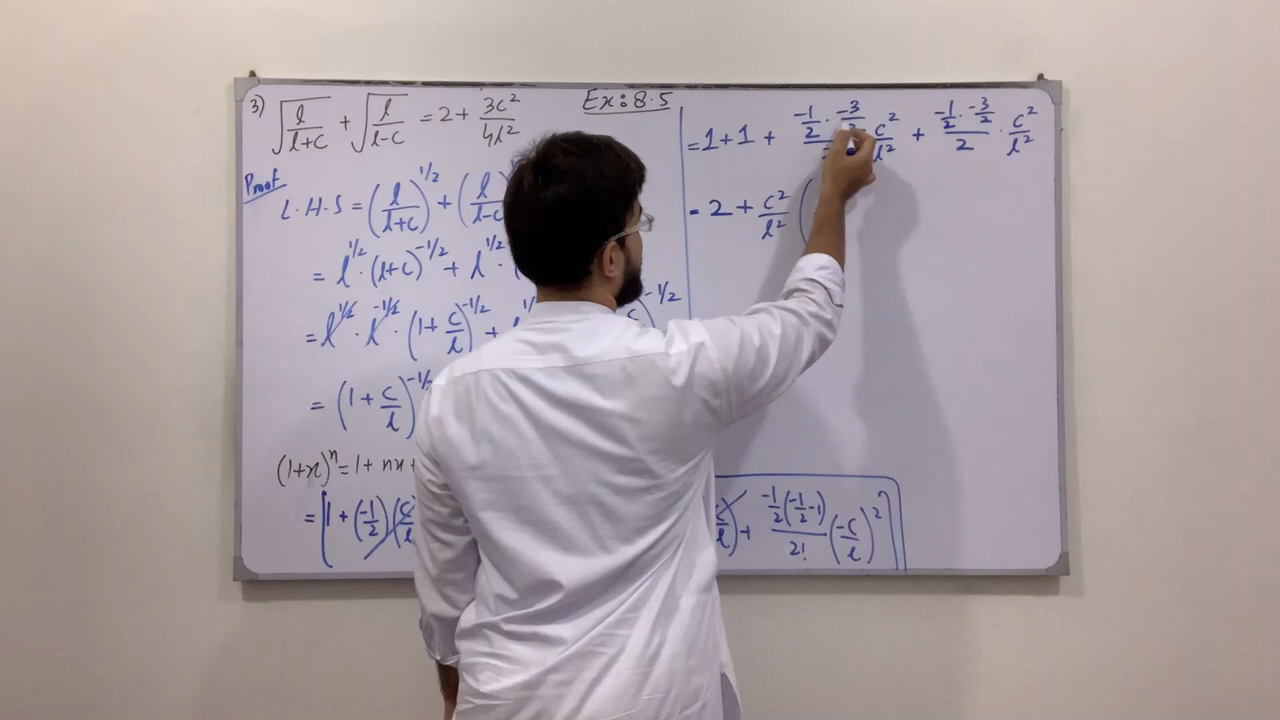 3) √(l/(l+c)) + √(l/(l-c)) = 2 + 3c²/4l²
Ex: 8.5
Proof
L.H.S = (l/(l+c))^1/2 + (l/(l-c
= l^1/2 · (l+c)^-1/2 + l^1/2 ·
= l^1/2 · l^-1/2 · (1 + c/l)^-1/2 + c )^-1/2
= (1 + c/l)^-1/2
(1+x)^n = 1 + nx +
= [1 + (-1/2)(c/l c/l) + -1/2(-1/2 -1)/2! (-c/l)²]
= 1 + 1 + -1/2 · -3/2 c²/l² + -1/2 · -3/2 /2 · c²/l²
= 2 + c²/l² (